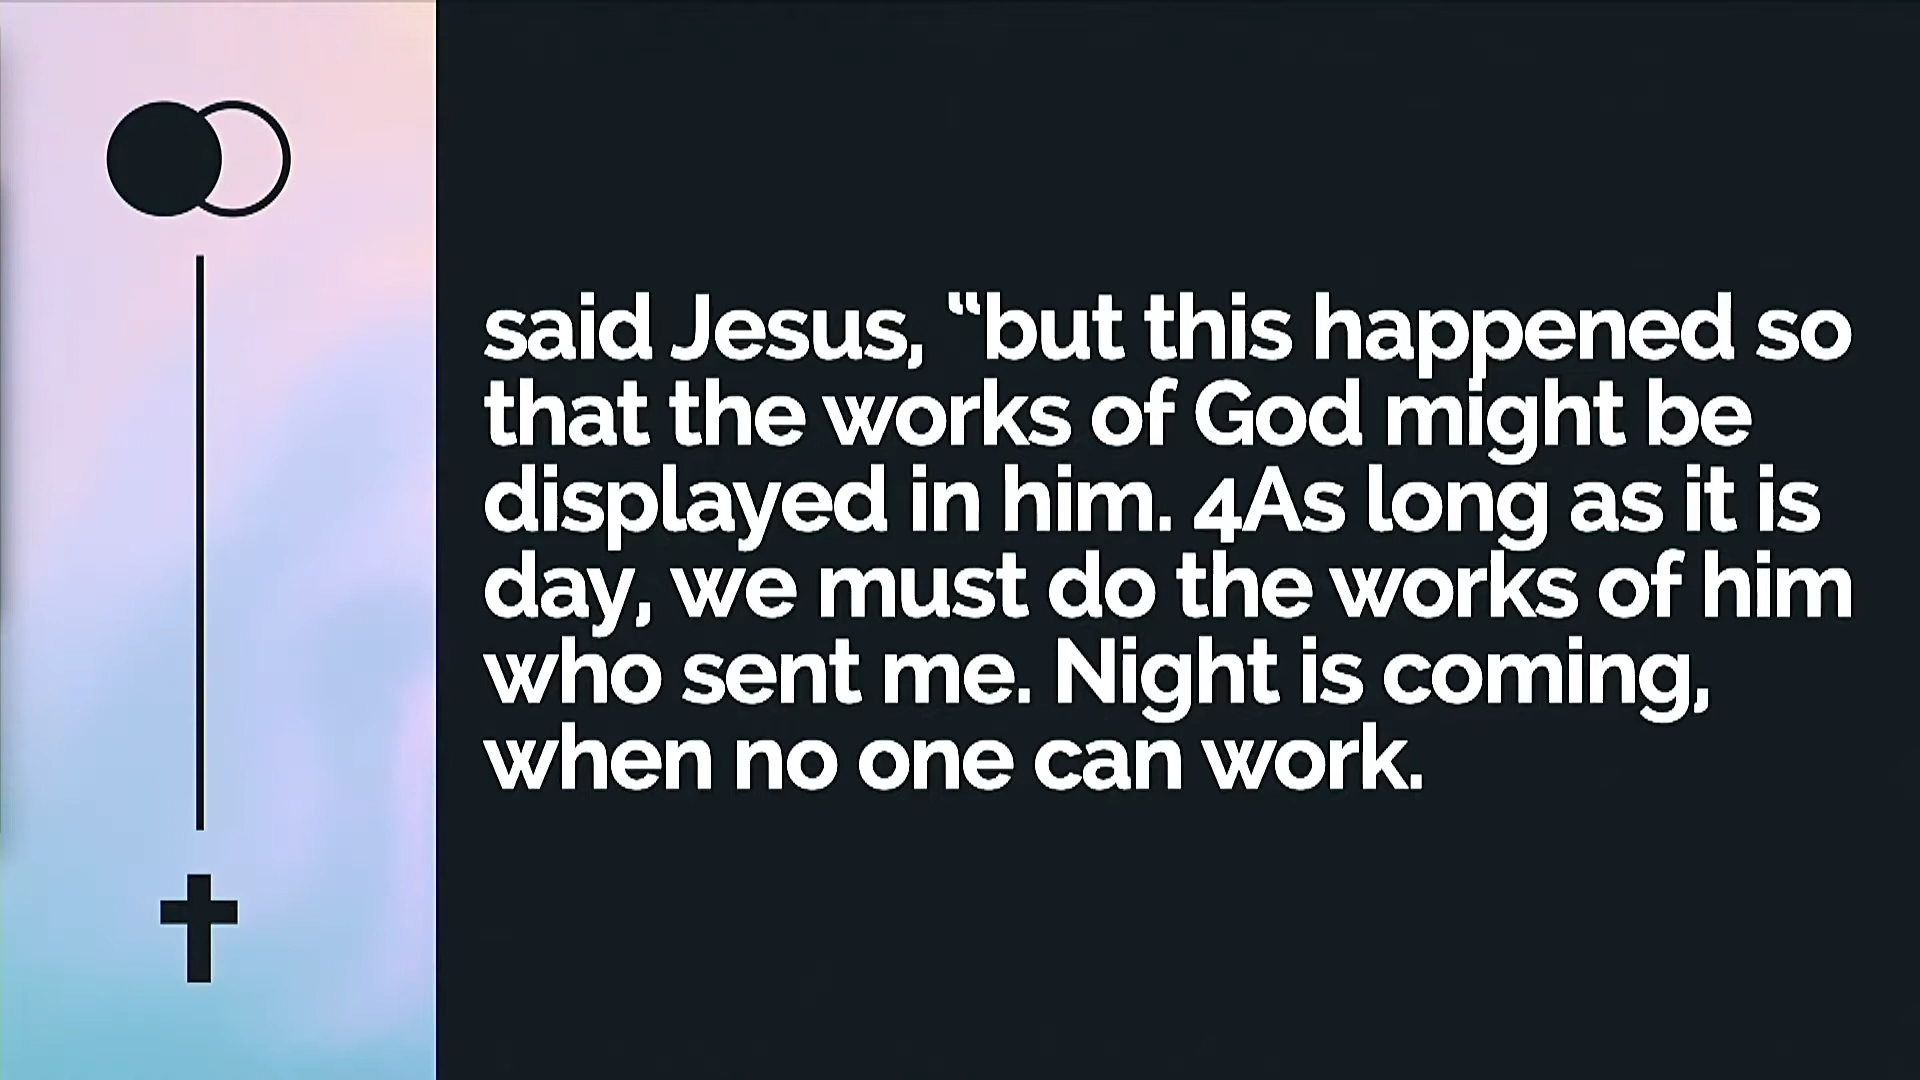 said Jesus, “but this happened so
that the works of God might be
displayed in him. 4As long as it is
day, we must do the works of him
who sent me. Night is coming,
when no one can work.